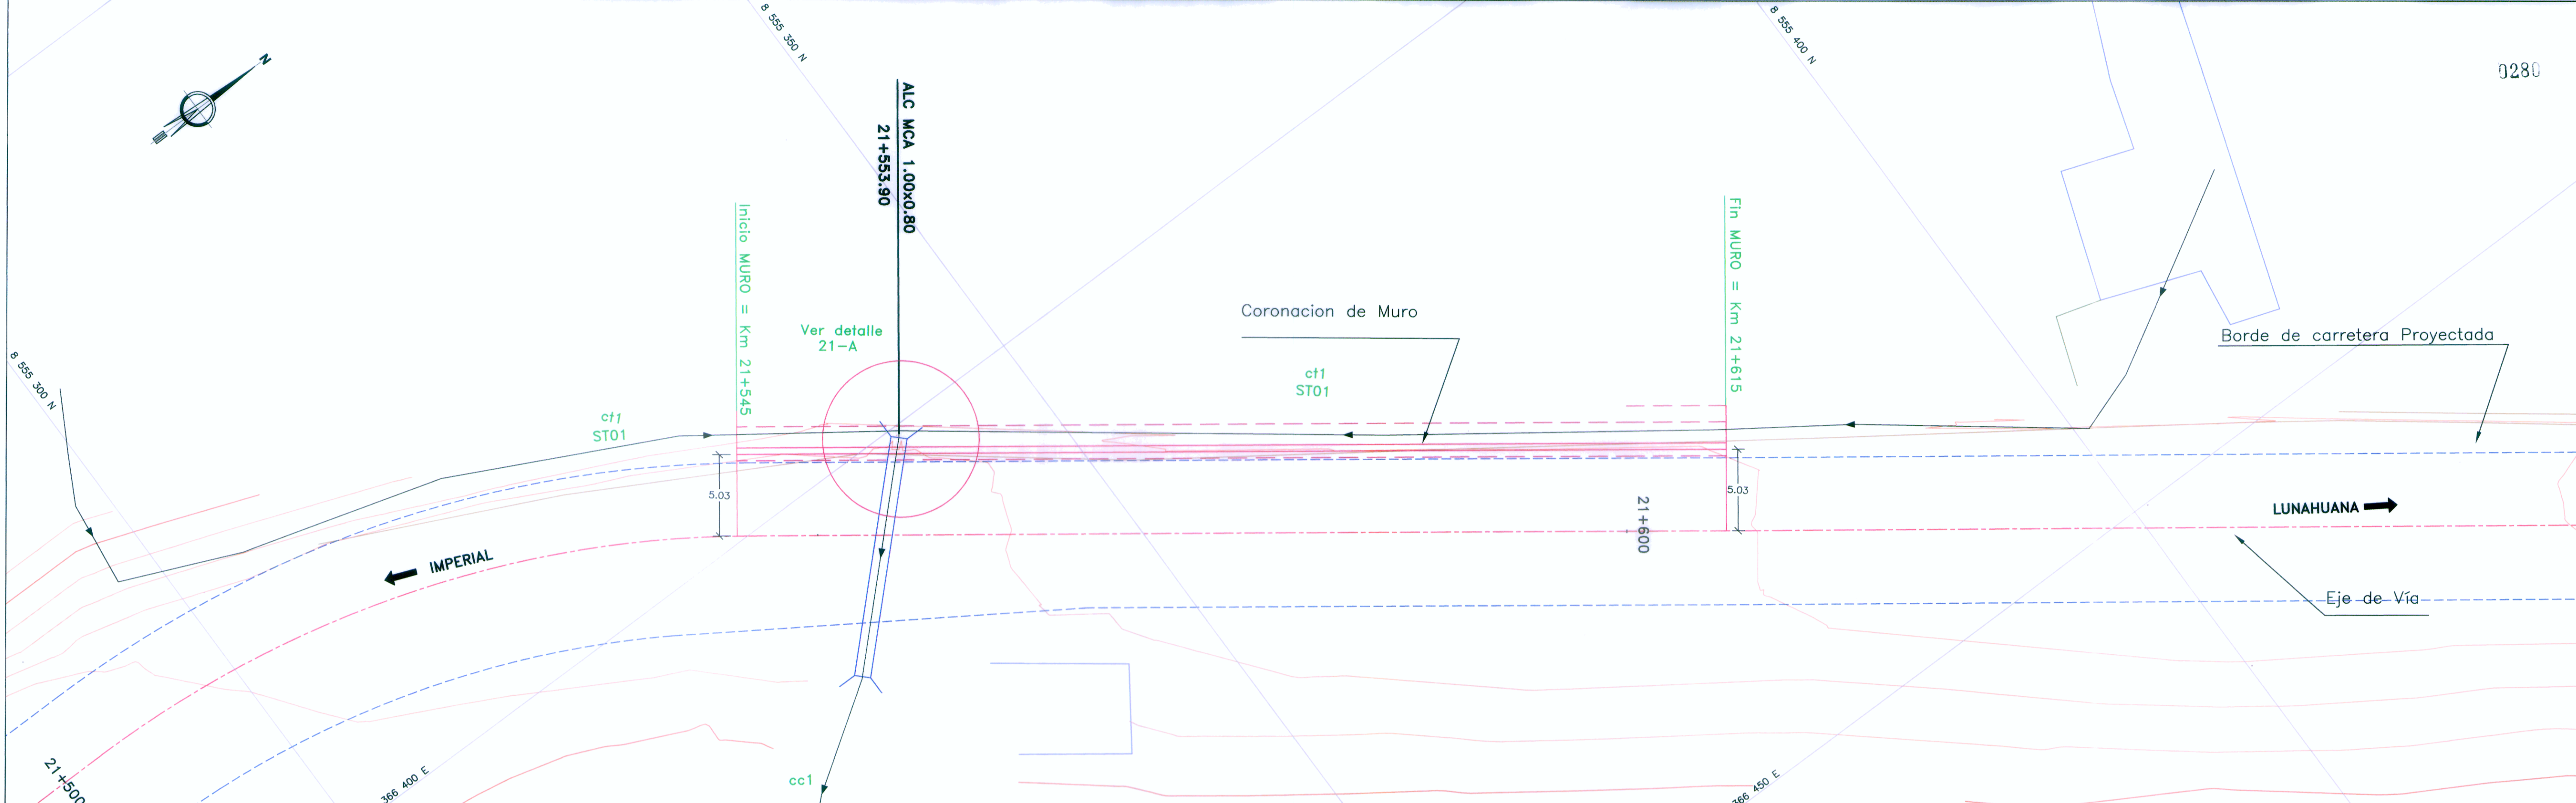 8 555 350 N
8 555 400 N
0280
N
ALC MCA 1.00x0.80
21+553.90
Inicio MURO = Km 21+545
Fin MURO = Km 21+615
Ver detalle
21-A
Coronacion de Muro
Borde de carretera Proyectada
8 555 300 N
ct1
ST01
ct1
ST01
5.03
5.03
21+600
LUNAHUANA
IMPERIAL
Eje de Vía
21+500
366 400 E
cc1
366 450 E